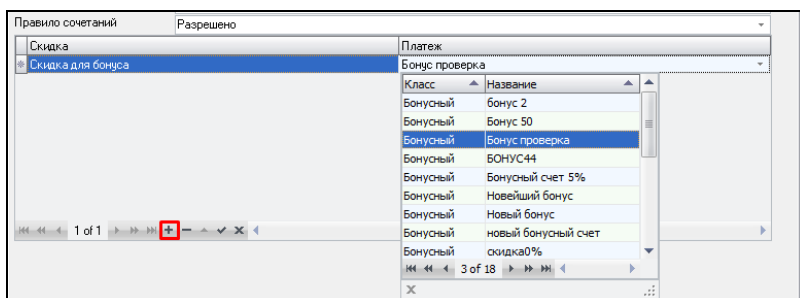 Правило сочетаний Разрешено
Скидка Платеж
Скидка для бонуса Бонус проверка
Класс Название
Бонусный бонус 2
Бонусный Бонус 50
Бонусный Бонус проверка
Бонусный БОНУС44
Бонусный Бонусный счет 5%
Бонусный Новейший бонус
Бонусный Новый бонус
Бонусный новый бонусный счет
Бонусный скидка0%
1 of 1
3 of 18